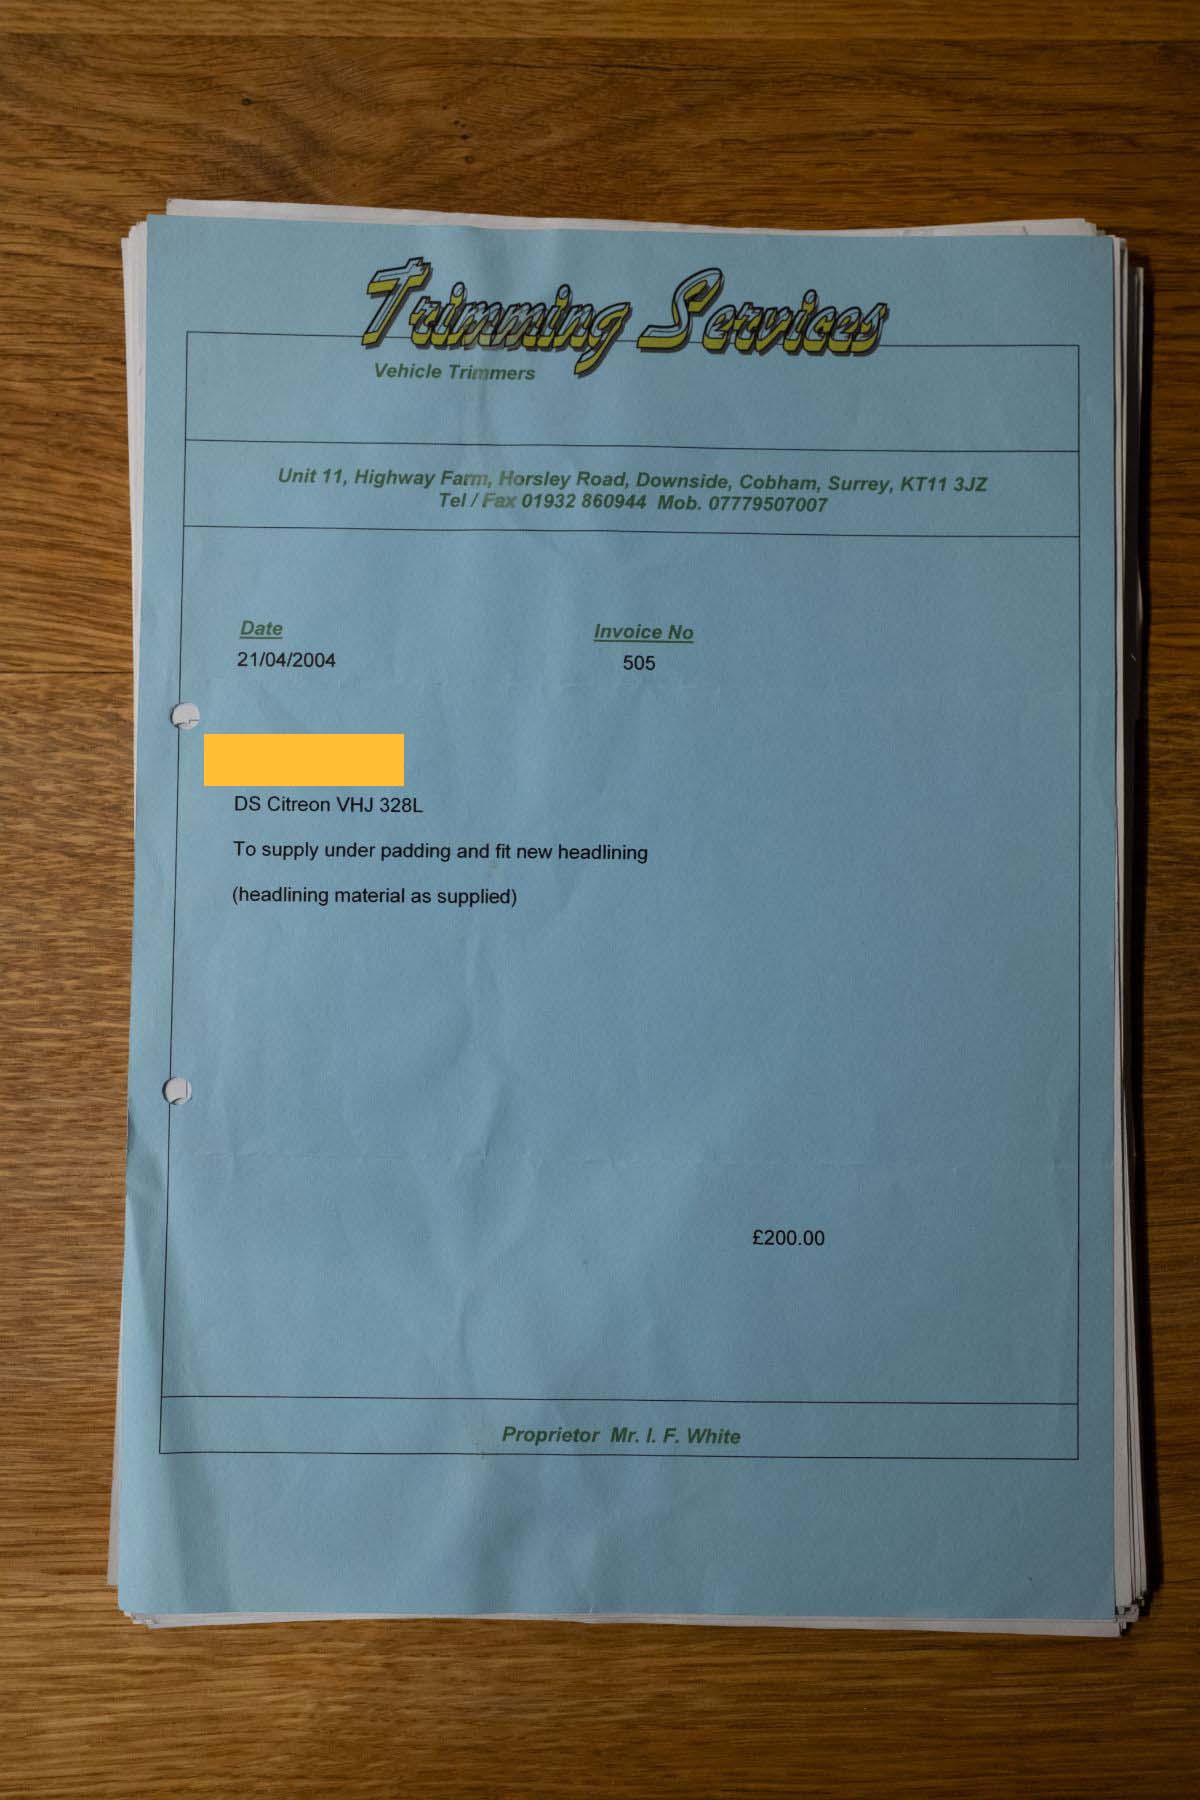 Trimming Services
Vehicle Trimmers
Unit 11, Highway Farm, Horsley Road, Downside, Cobham, Surrey, KT11 3JZ
Tel / Fax 01932 860944 Mob. 07779507007
Date
Invoice No
21/04/2004
505
DS Citreon VHJ 328L
To supply under padding and fit new headlining
(headlining material as supplied)
£200.00
Proprietor Mr. I. F. White